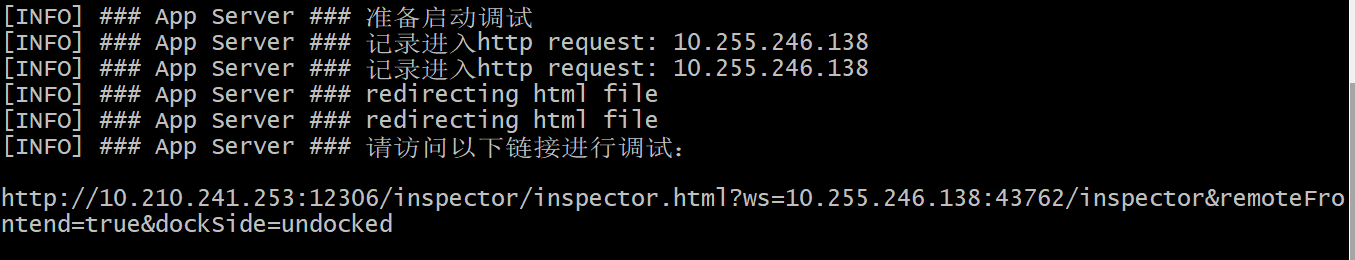 [INFO] ### App Server ### 准备启动调试
[INFO] ### App Server ### 记录进入http request: 10.255.246.138
[INFO] ### App Server ### 记录进入http request: 10.255.246.138
[INFO] ### App Server ### redirecting html file
[INFO] ### App Server ### redirecting html file
[INFO] ### App Server ### 请访问以下链接进行调试：
http://10.210.241.253:12306/inspector/inspector.html?ws=10.255.246.138:43762/inspector&remoteFro
ntend=true&dockSide=undocked